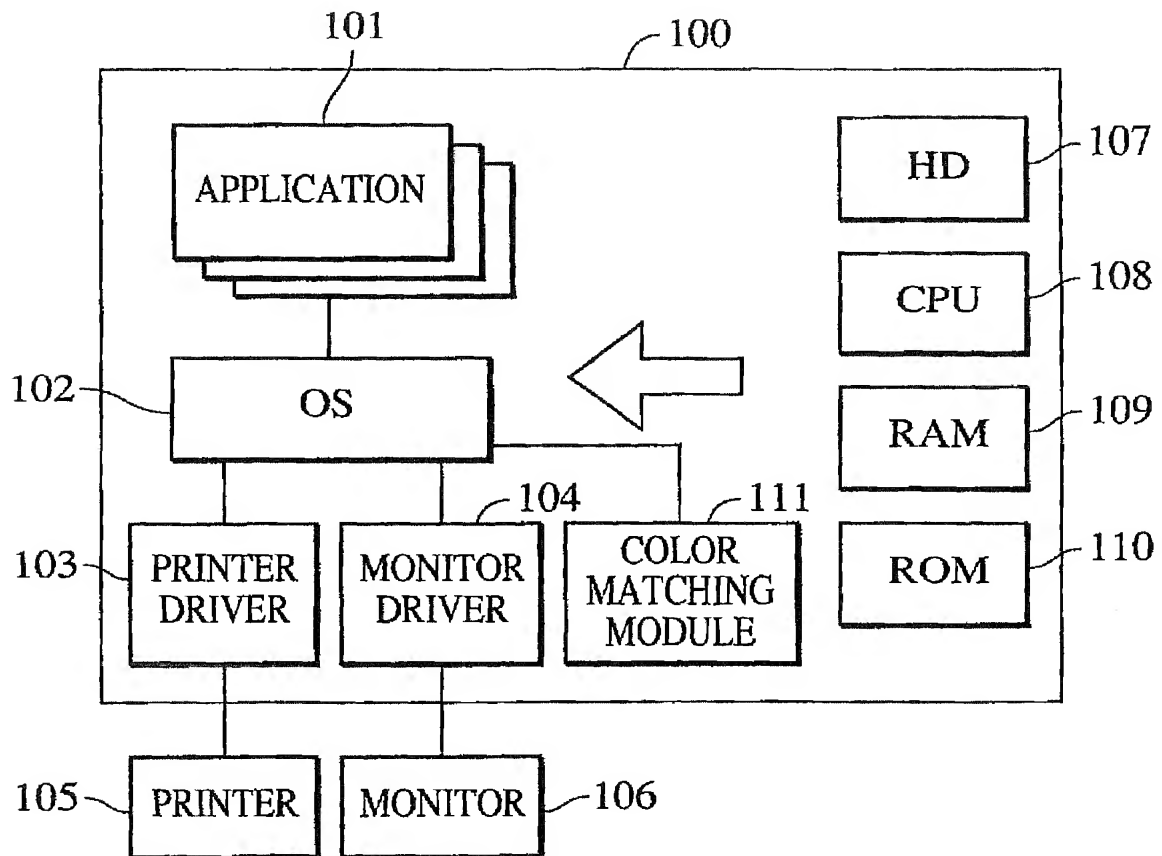 101
100
APPLICATION
HD
107
CPU
108
102
OS
RAM
109
104
111
103
PRINTER
DRIVER
MONITOR
DRIVER
COLOR
MATCHING
MODULE
ROM
110
105
PRINTER
MONITOR
106